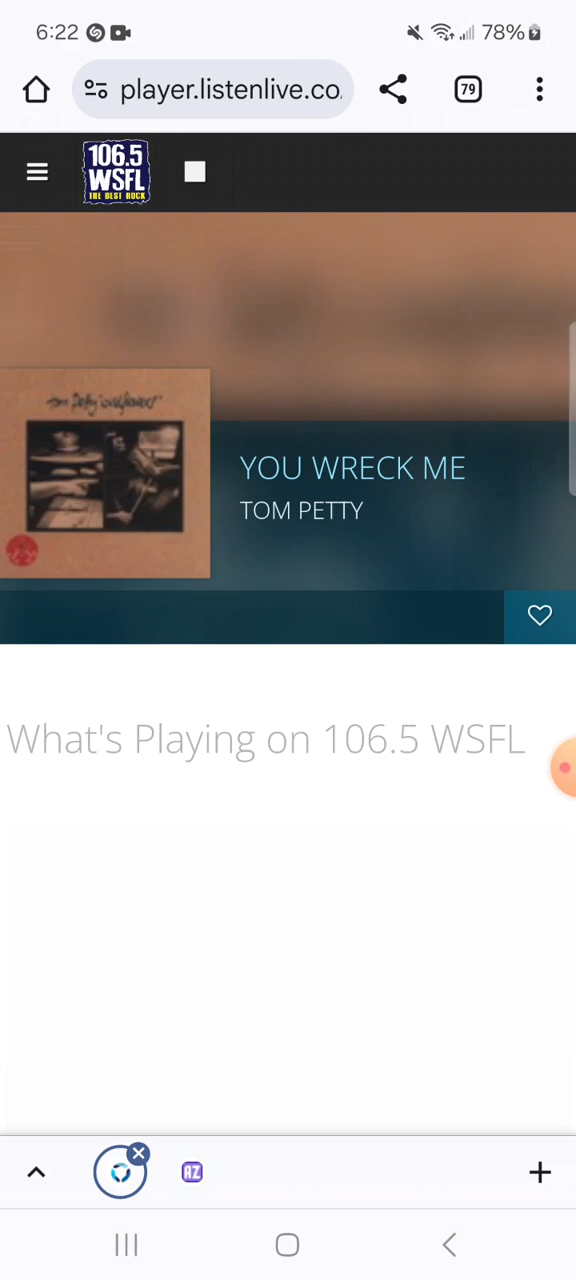 6:22
78%
player.listenlive.co
79
106.5
WSFL
THE BEST ROCK
tom petty "wildflowers"
YOU WRECK ME
TOM PETTY
What's Playing on 106.5 WSFL
AZ